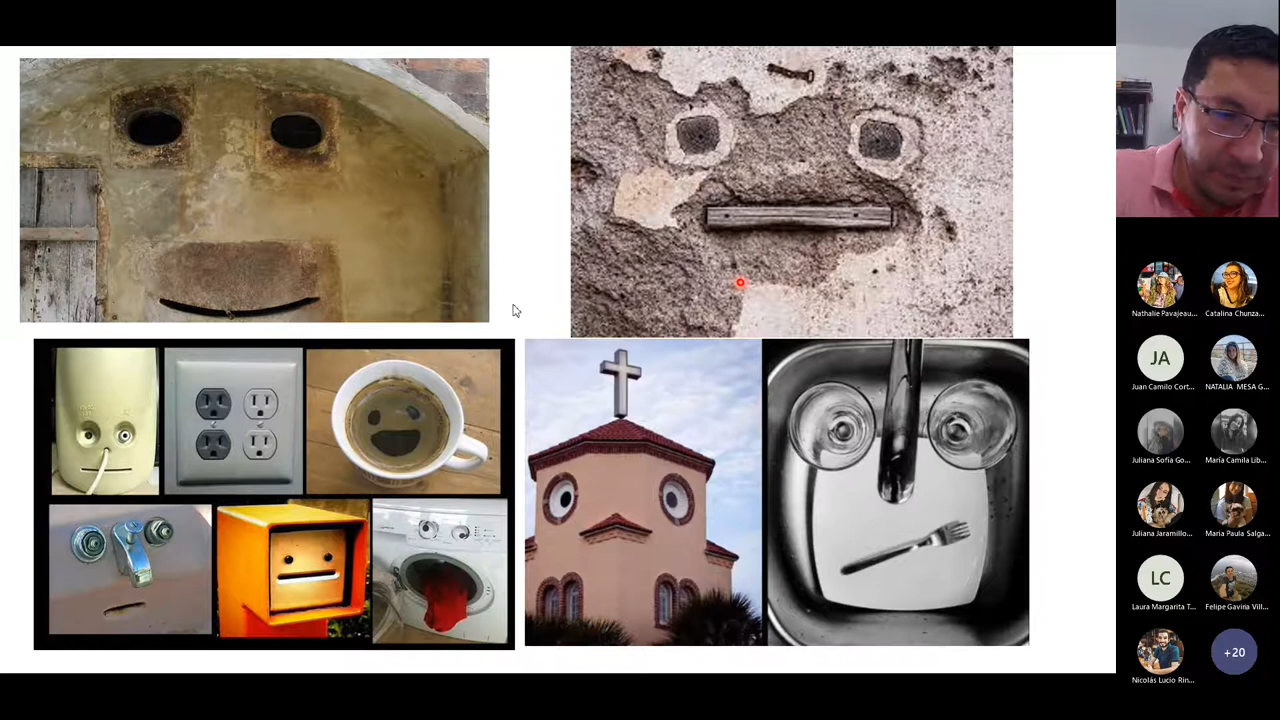 Nathalie Pavajeau...
Catalina Chunza...
JA
Juan Camilo Cort...
NATALIA MESA G...
Juliana Sofía Go...
María Camila Lib...
Juliana Jaramillo...
Maria Paula Salga...
LC
Laura Margarita T...
Felipe Gaviria Vill...
Nicolás Lucio Rin...
+20